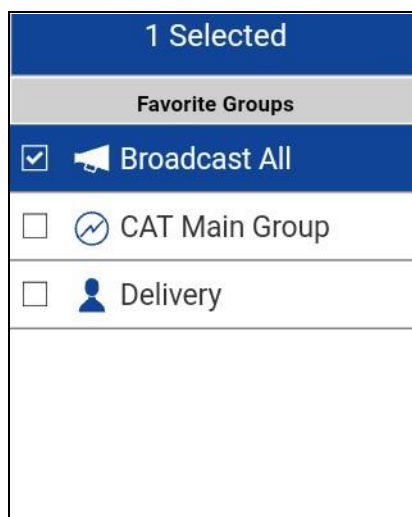 1 Selected
Favorite Groups
Broadcast All
CAT Main Group
Delivery